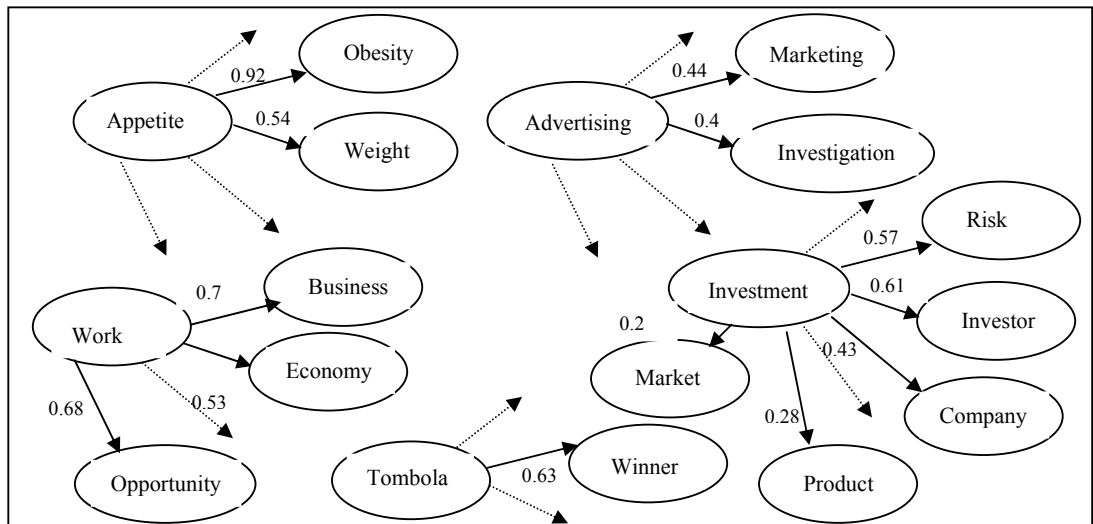 Obesity
0.92
Appetite
0.54
Weight
Marketing
0.44
Advertising
0.4
Investigation
Risk
0.57
Investment
0.61
Investor
0.2
Market
0.43
Company
0.28
Product
Business
0.7
Work
Economy
0.53
0.68
Opportunity
Winner
0.63
Tombola